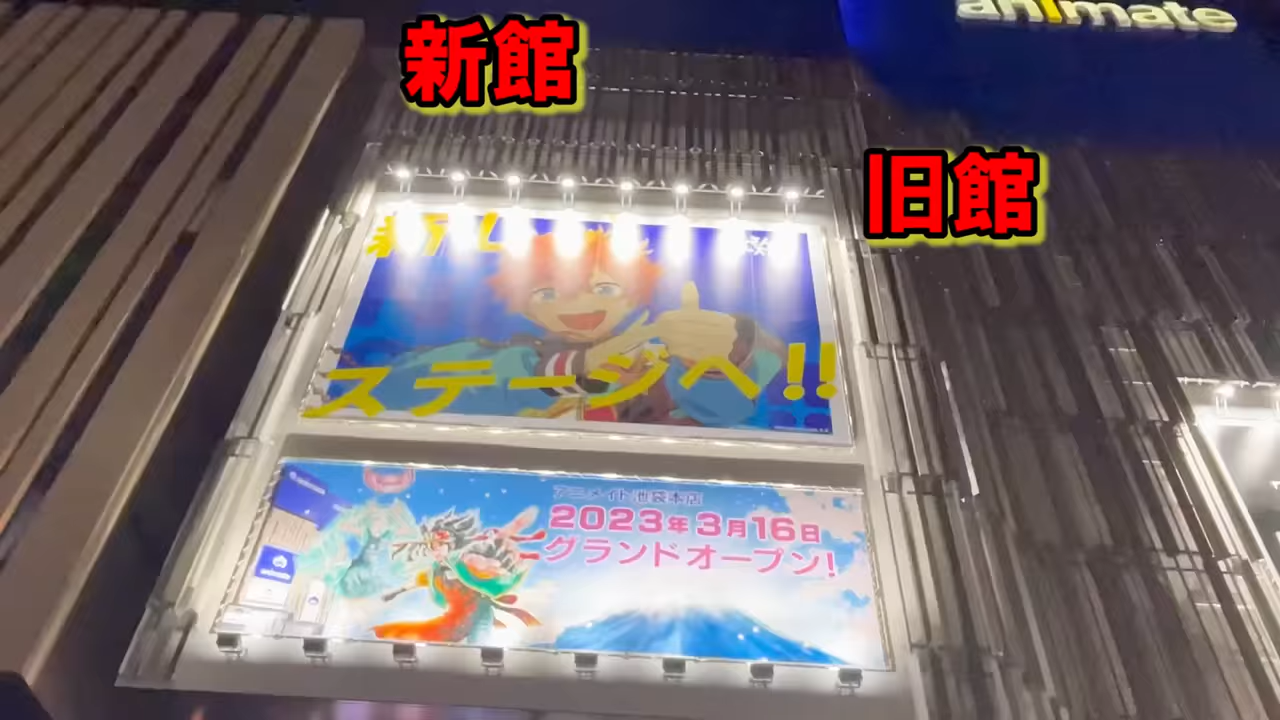 animate
新館
旧館
ステージへ!!
アニメイト池袋本店
2023年3月16日
グランドオープン!
animate